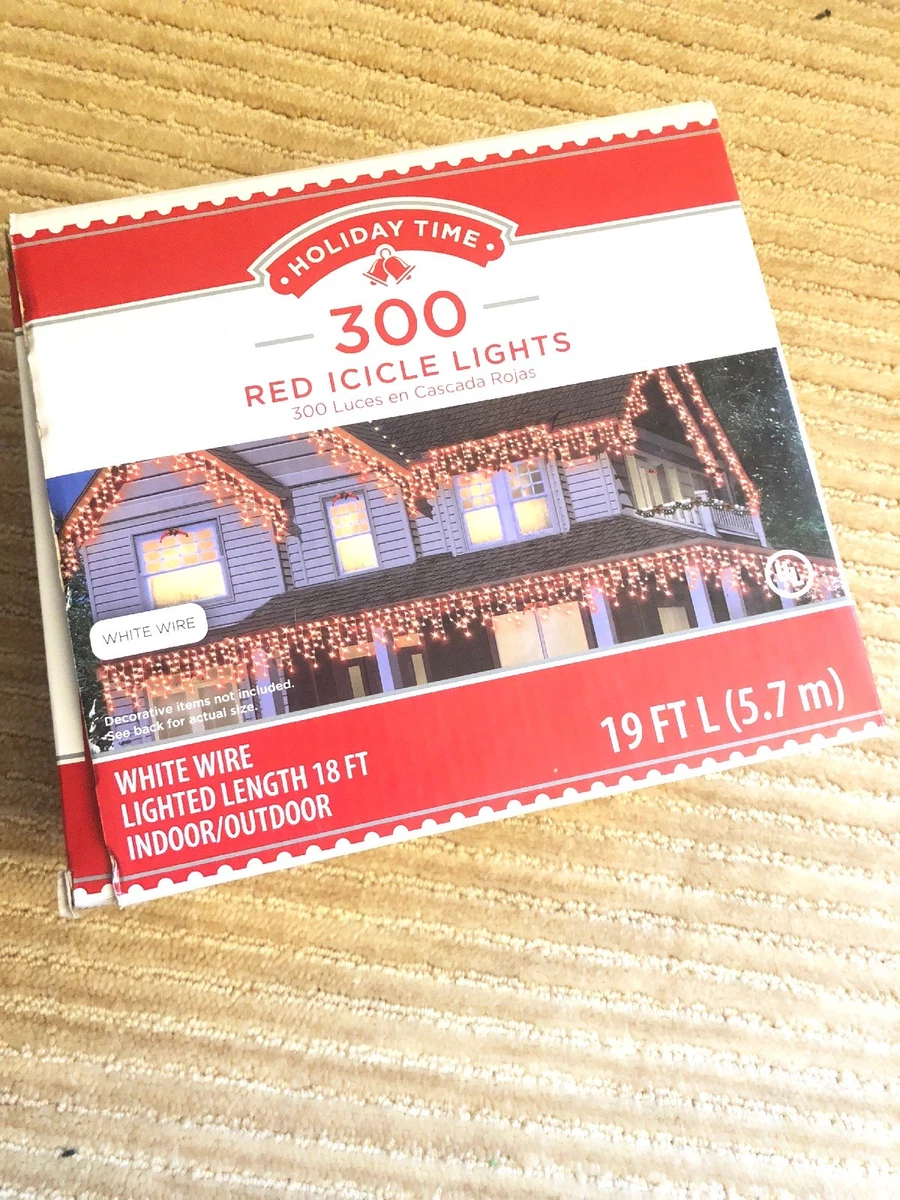 HOLIDAY TIME
300
RED ICICLE LIGHTS
300 Luces en Cascada Rojas
UL
WHITE WIRE
Decorative items not included.
See back for actual size.
WHITE WIRE
LIGHTED LENGTH 18 FT
INDOOR/OUTDOOR
19 FT L (5.7 m)